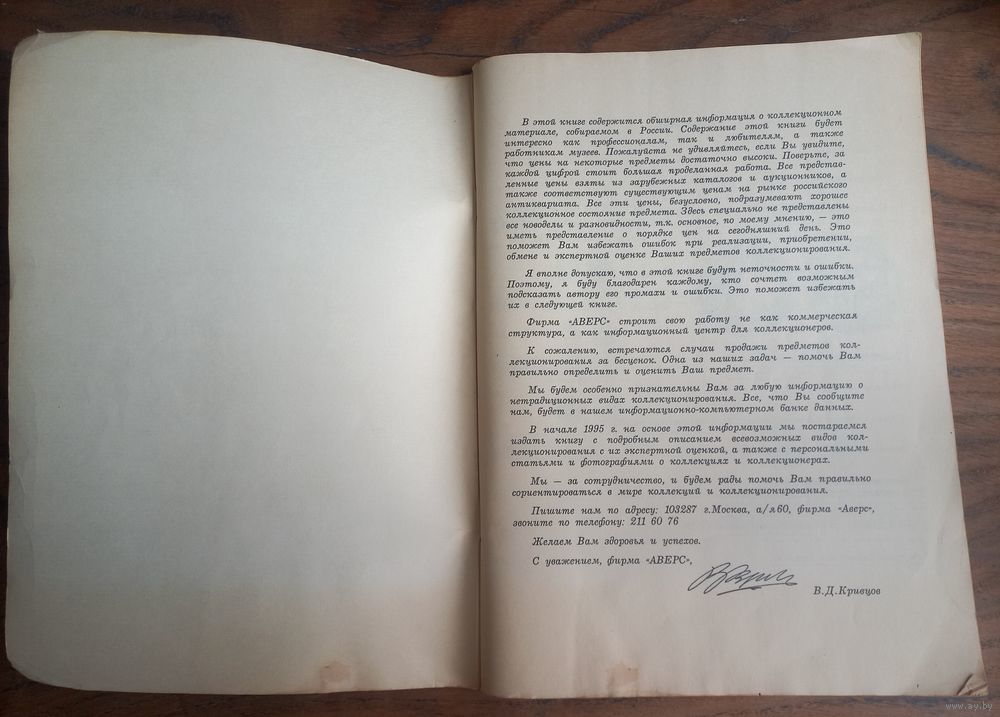 В этой книге содержится обширная информация о коллекционном
материале, собираемом в России. Содержание этой книги будет
интересно как профессионалам, так и любителям, а также
работникам музеев. Пожалуйста не удивляйтесь, если Вы увидите,
что цены на некоторые предметы достаточно высоки. Поверьте, за
каждой цифрой стоит большая проделанная работа. Все представ-
ленные цены взяты из зарубежных каталогов и аукционников, а
также соответствуют существующим ценам на рынке российского
антиквариата. Все эти цены, безусловно, подразумевают хорошее
коллекционное состояние предмета. Здесь специально не представлены
все новоделы и разновидности, т.к. основное, по моему мнению, — это
иметь представление о порядке цен на сегодняшний день. Это
поможет Вам избежать ошибок при реализации, приобретении,
обмене и экспертной оценке Ваших предметов коллекционирования.
Я вполне допускаю, что в этой книге будут неточности и ошибки.
Поэтому, я буду благодарен каждому, кто сочтет возможным
подсказать автору его промахи и ошибки. Это поможет избежать
их в следующей книге.
Фирма «АВЕРС» строит свою работу не как коммерческая
структура, а как информационный центр для коллекционеров.
К сожалению, встречаются случаи продажи предметов кол-
лекционирования за бесценок. Одна из наших задач — помочь Вам
правильно определить и оценить Ваш предмет.
Мы будем особенно признательны Вам за любую информацию о
нетрадиционных видах коллекционирования. Все, что Вы сообщите
нам, будет в нашем информационно-компьютерном банке данных.
В начале 1995 г. на основе этой информации мы постараемся
издать книгу с подробным описанием всевозможных видов кол-
лекционирования с их экспертной оценкой, а также с персональными
статьями и фотографиями о коллекциях и коллекционерах.
Мы — за сотрудничество, и будем рады помочь Вам правильно
сориентироваться в мире коллекций и коллекционирования.
Пишите нам по адресу: 103287 г.Москва, а/я60, фирма «Аверс»,
звоните по телефону: 211 60 76
Желаем Вам здоровья и успехов.
С уважением, фирма «АВЕРС»,
В.Д.Кривцов
www.ay.by